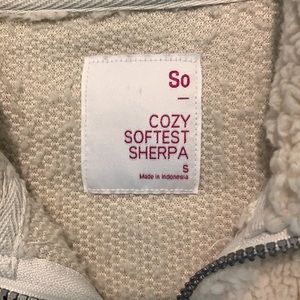 So
—
COZY
SOFTEST
SHERPA
S
Made in Indonesia